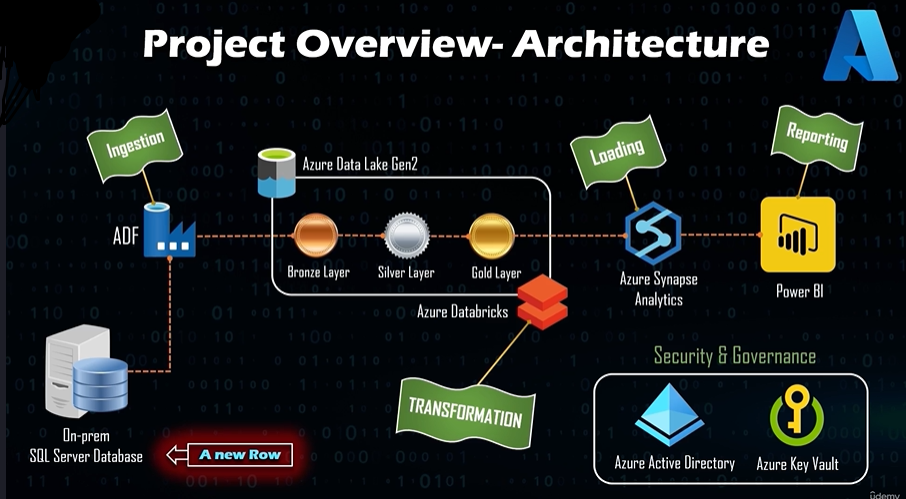 Project Overview- Architecture
Ingestion
Azure Data Lake Gen2
Loading
Reporting
ADF
Bronze Layer
Silver Layer
Gold Layer
Azure Synapse
Analytics
Power BI
Azure Databricks
TRANSFORMATION
On-prem
SQL Server Database
A new Row
Security & Governance
Azure Active Directory
Azure Key Vault
ûdemy